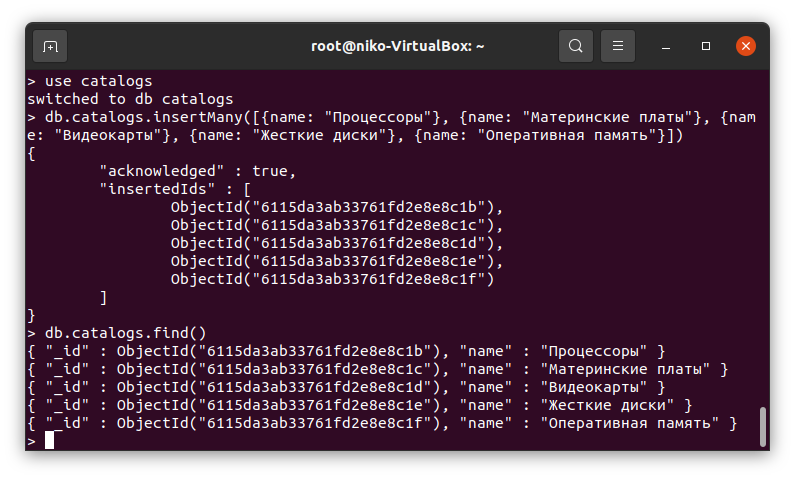 root@niko-VirtualBox: ~
> use catalogs
switched to db catalogs
> db.catalogs.insertMany([{name: "Процессоры"}, {name: "Материнские платы"}, {nam
e: "Видеокарты"}, {name: "Жесткие диски"}, {name: "Оперативная память"}])
{
        "acknowledged" : true,
        "insertedIds" : [
                ObjectId("6115da3ab33761fd2e8e8c1b"),
                ObjectId("6115da3ab33761fd2e8e8c1c"),
                ObjectId("6115da3ab33761fd2e8e8c1d"),
                ObjectId("6115da3ab33761fd2e8e8c1e"),
                ObjectId("6115da3ab33761fd2e8e8c1f")
        ]
}
> db.catalogs.find()
{ "_id" : ObjectId("6115da3ab33761fd2e8e8c1b"), "name" : "Процессоры" }
{ "_id" : ObjectId("6115da3ab33761fd2e8e8c1c"), "name" : "Материнские платы" }
{ "_id" : ObjectId("6115da3ab33761fd2e8e8c1d"), "name" : "Видеокарты" }
{ "_id" : ObjectId("6115da3ab33761fd2e8e8c1e"), "name" : "Жесткие диски" }
{ "_id" : ObjectId("6115da3ab33761fd2e8e8c1f"), "name" : "Оперативная память" }
>